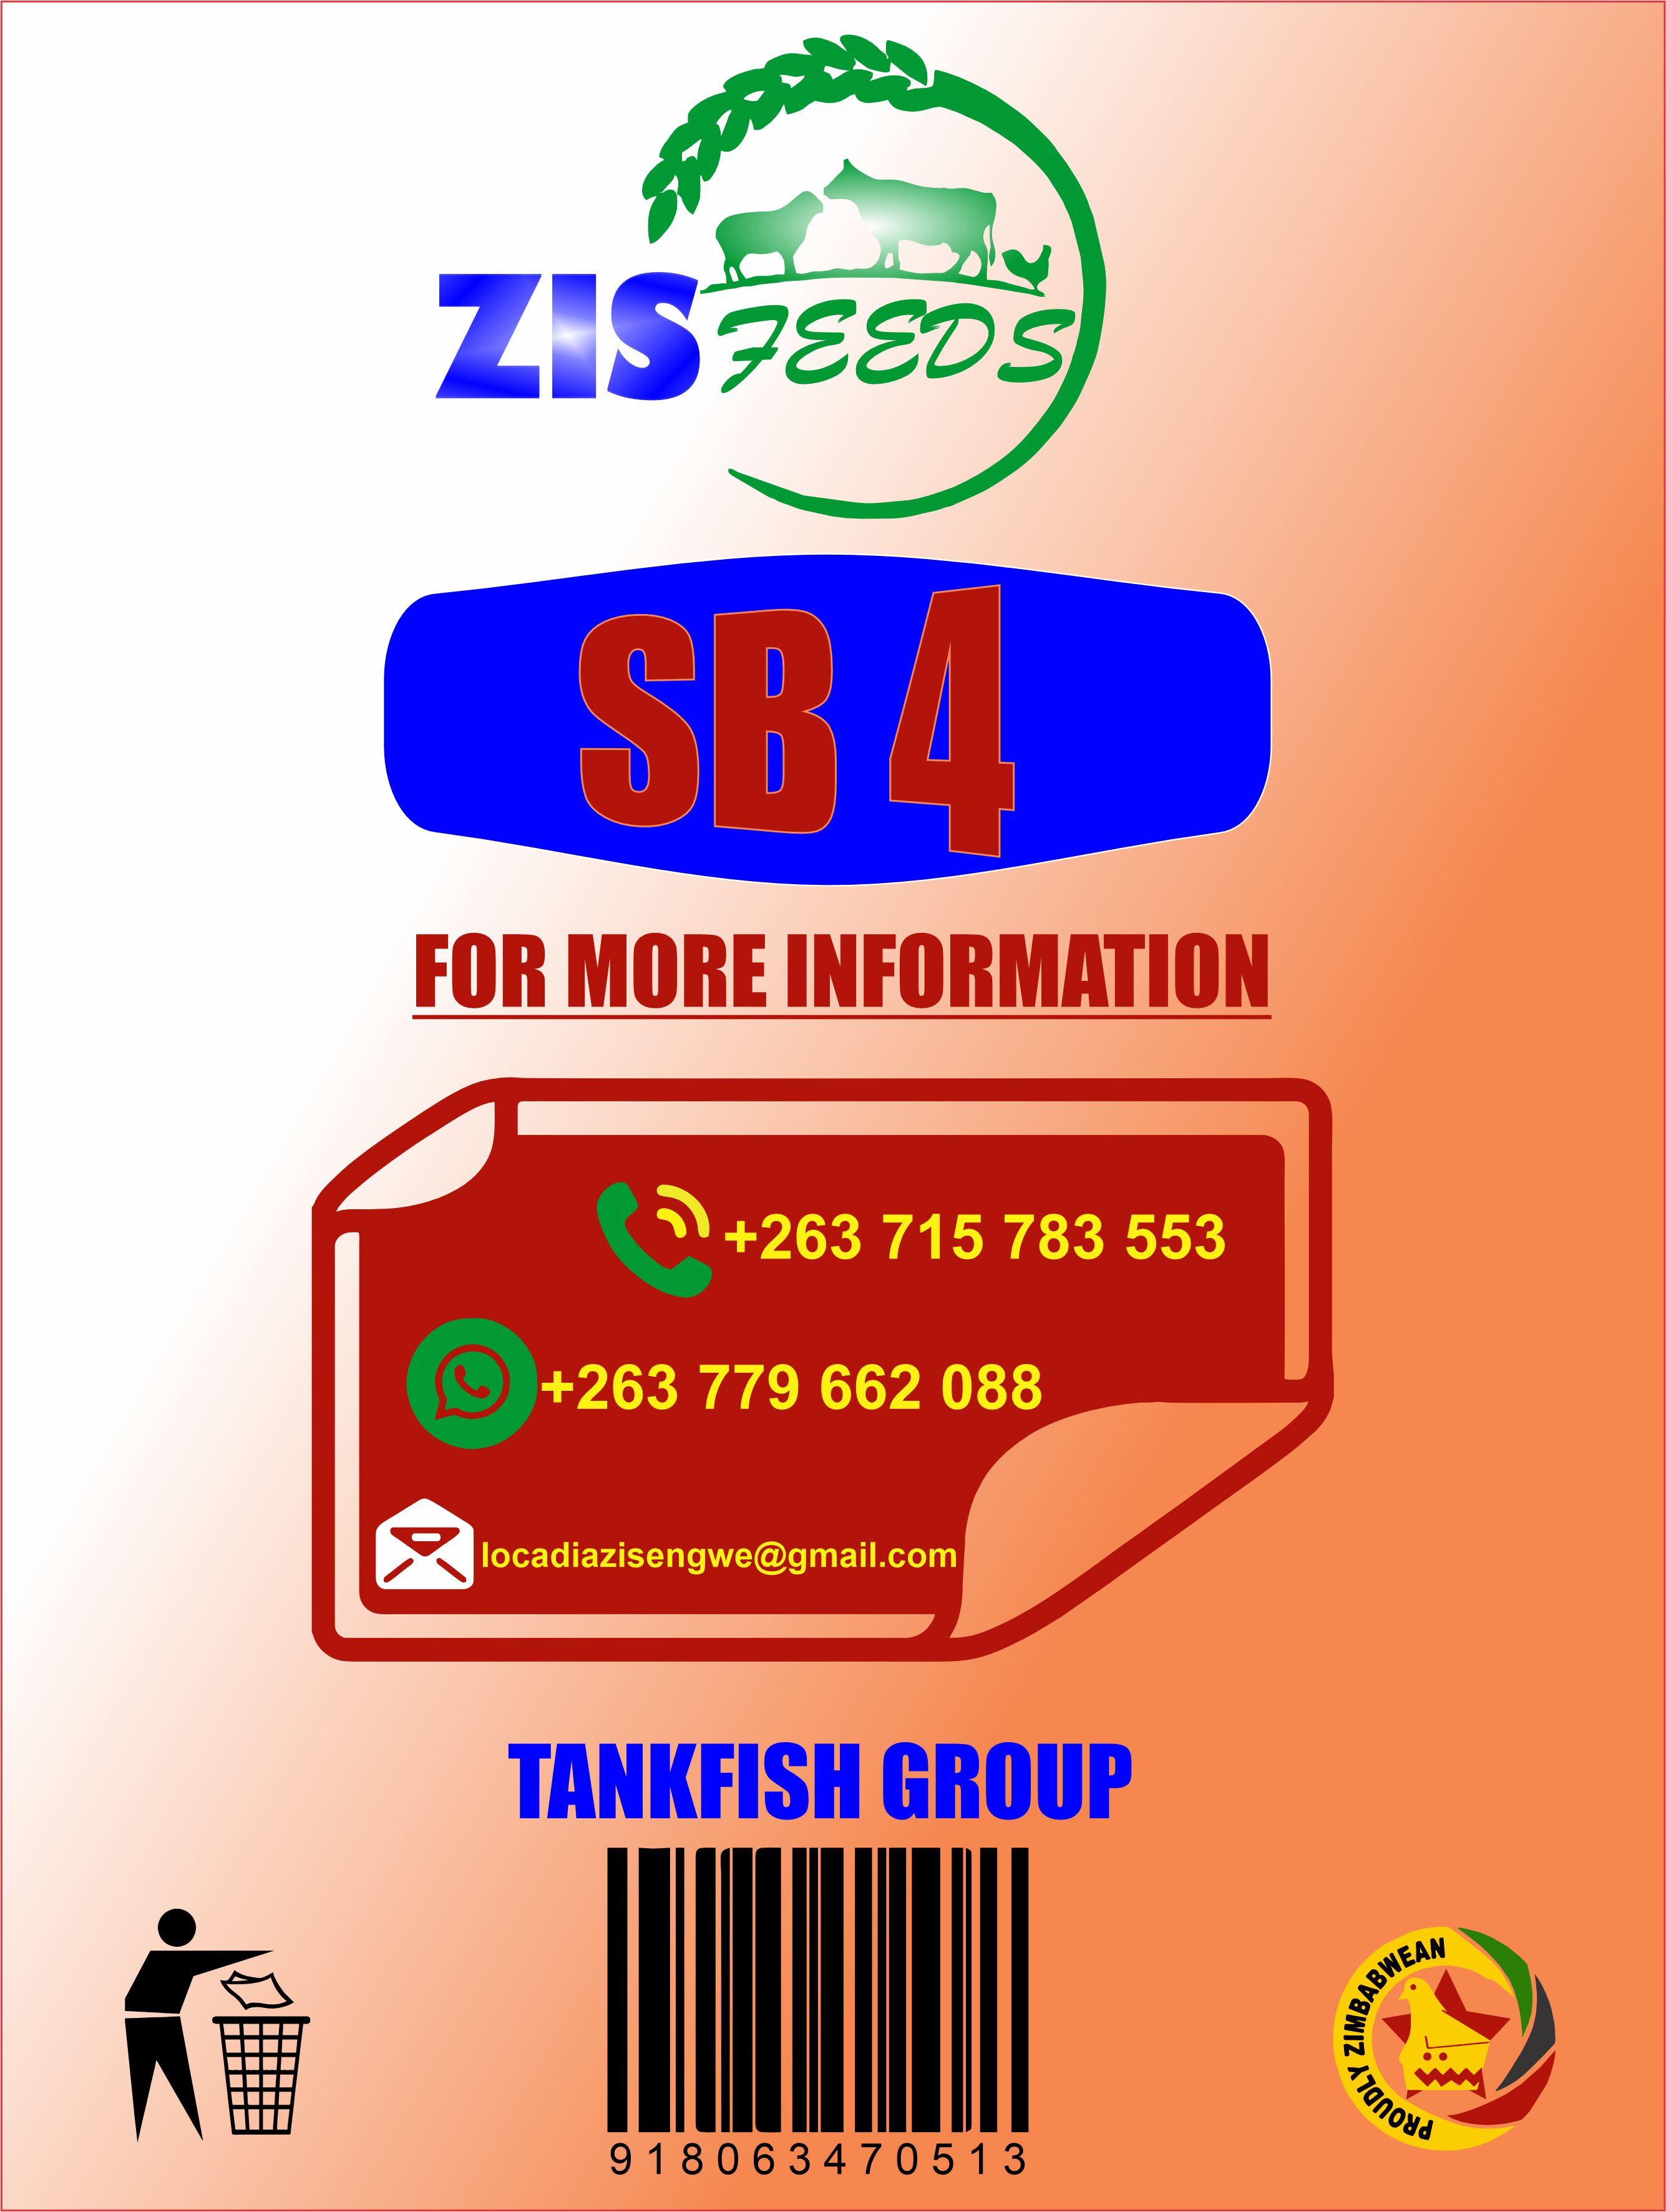 ZIS FEEDS
SB 4
FOR MORE INFORMATION
+263 715 783 553
+263 779 662 088
locadiazisengwe@gmail.com
TANKFISH GROUP
918063470513
PROUDLY ZIMBABWEAN